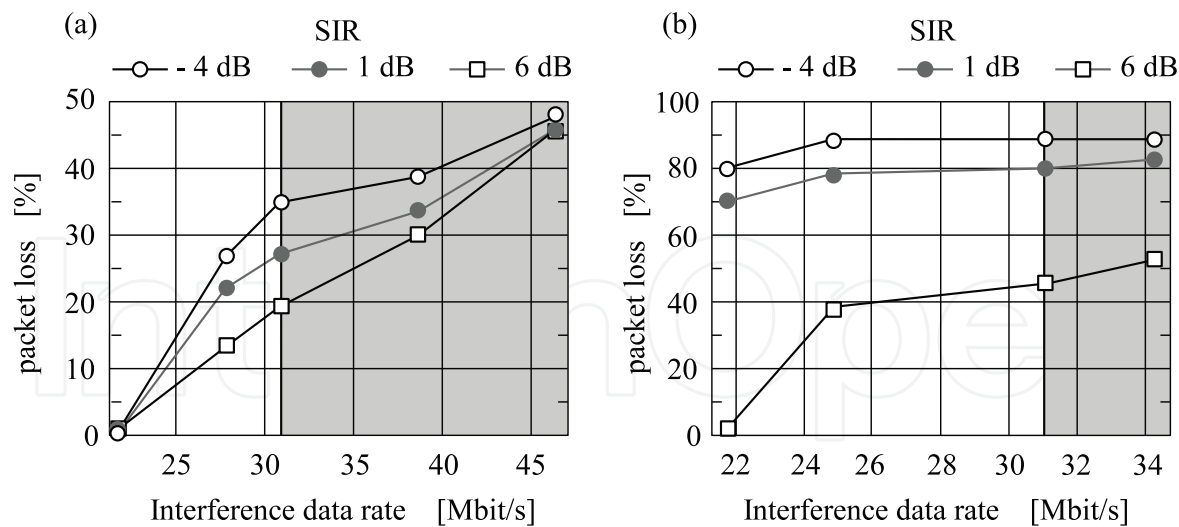 (a)
SIR
- 4 dB
1 dB
6 dB
50
40
30
20
10
0
packet loss [%]
25
30
35
40
45
Interference data rate [Mbit/s]
(b)
SIR
- 4 dB
1 dB
6 dB
100
80
60
40
20
0
packet loss [%]
22
24
26
28
30
32
34
Interference data rate [Mbit/s]